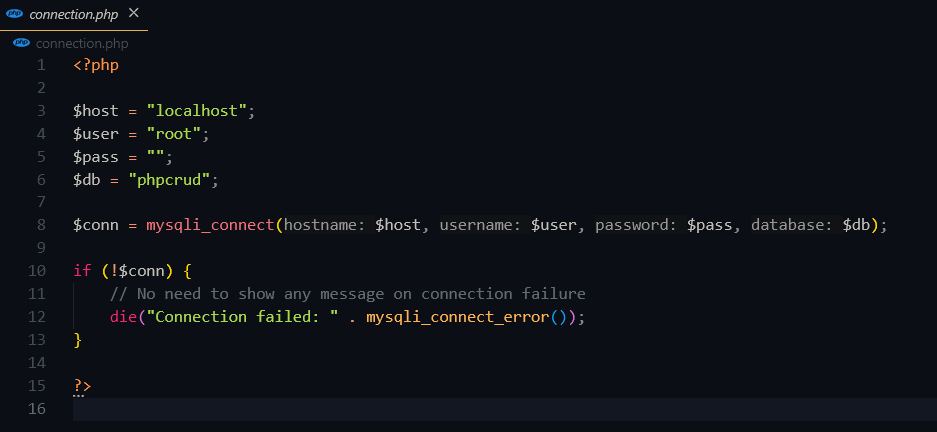 php connection.php ×
php connection.php
1 <?php
2
3 $host = "localhost";
4 $user = "root";
5 $pass = "";
6 $db = "phpcrud";
7
8 $conn = mysqli_connect(hostname: $host, username: $user, password: $pass, database: $db);
9
10 if (!$conn) {
11     // No need to show any message on connection failure
12     die("Connection failed: " . mysqli_connect_error());
13 }
14
15 ?>
16